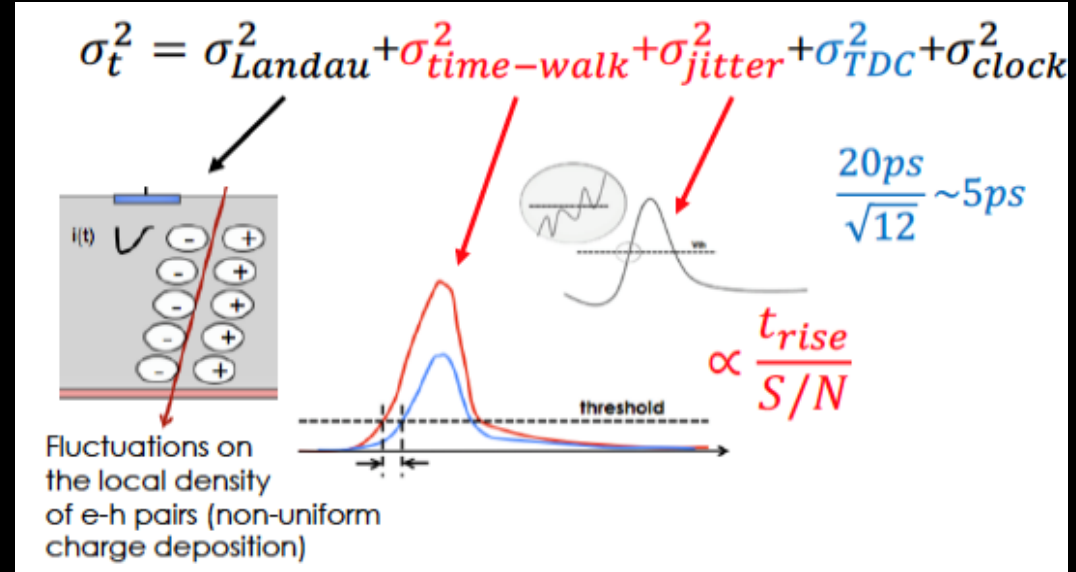 σ_t^2 = σ_Landau^2+σ_time-walk^2+σ_jitter^2+σ_TDC^2+σ_clock^2
20ps/√12 ~5ps
i(t)
- +
- +
- +
- +
- +
Vth
∝ t_rise/S/N
threshold
Fluctuations on
the local density
of e-h pairs (non-uniform
charge deposition)